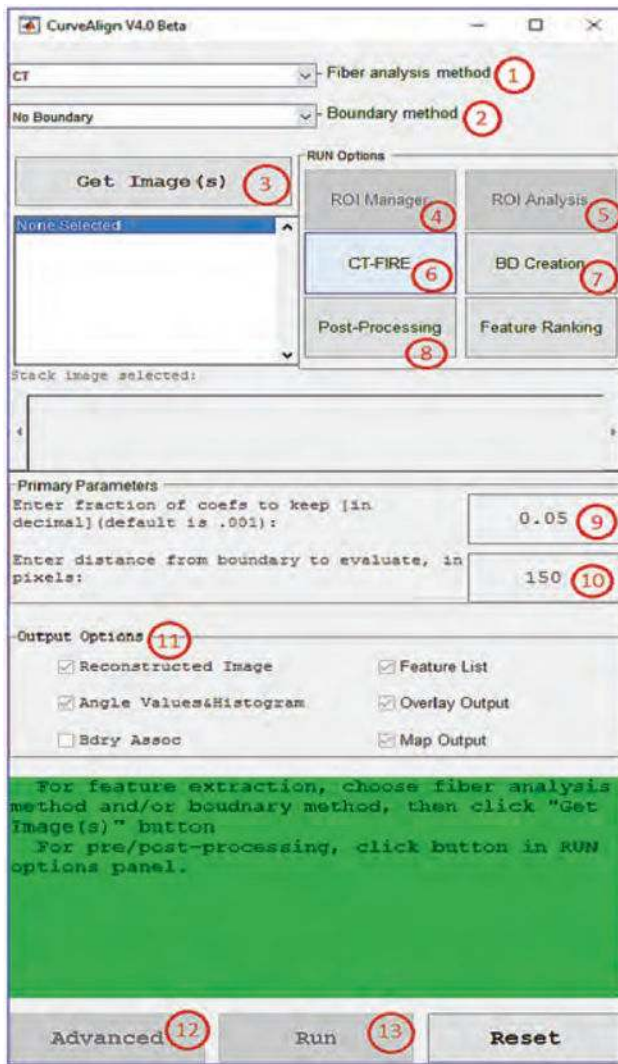 CurveAlign V4.0 Beta
CT
- Fiber analysis method 1
No Boundary
- Boundary method 2
Get Image(s) 3
RUN Options
ROI Manager 4
ROI Analysis 5
None Selected
CT-FIRE 6
BD Creation 7
Post-Processing 8
Feature Ranking
Stack image selected:
Primary Parameters
Enter fraction of coefs to keep [in
decimal](default is .001):
0.05 9
Enter distance from boundary to evaluate, in
pixels:
150 10
Output Options 11
Reconstructed Image
Feature List
Angle Values&Histogram
Overlay Output
Bdry Assoc
Map Output
For feature extraction, choose fiber analysis
method and/or boudnary method, then click "Get
Image(s)" button
For pre/post-processing, click button in RUN
options panel.
Advanced 12
Run 13
Reset